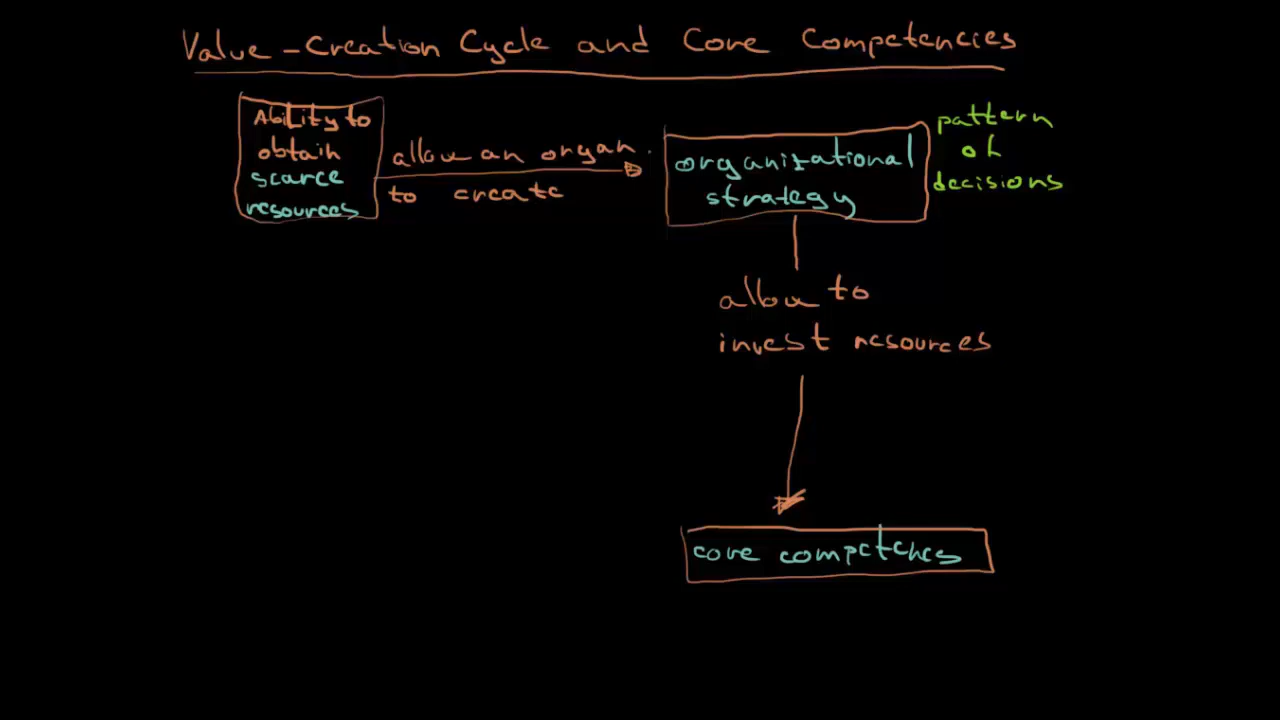 Value-Creation Cycle and Core Competencies
Ability to
obtain
scarce
resources
allow an organ.
to create
organizational
strategy
pattern
of
decisions
allow to
invest resources
core competences